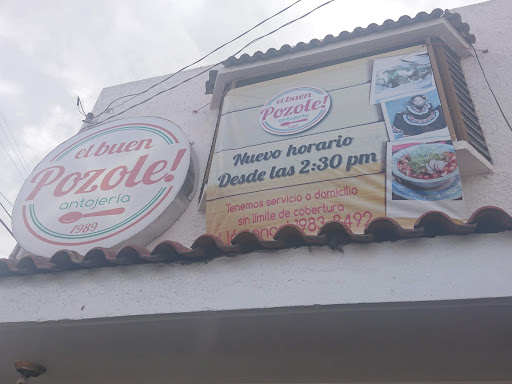 el buen
Pozole!
antojería
1989
el buen
Pozole!
antojería
Nuevo horario
Desde las 2:30 pm
Tenemos servicio a domicilio
sin límite de cobertura